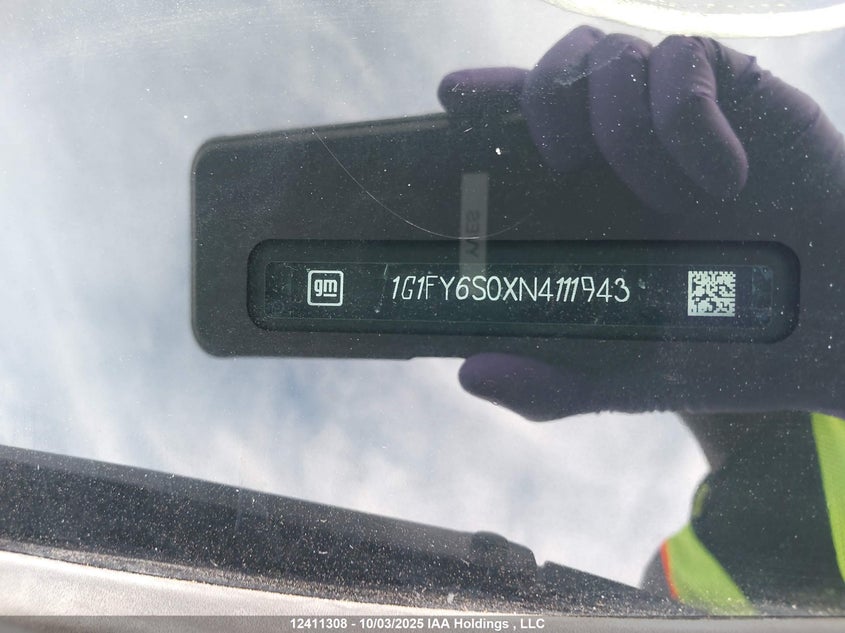 gm 1G1FY6S0XN4111943
12411308 - 10/03/2025 IAA Holdings , LLC